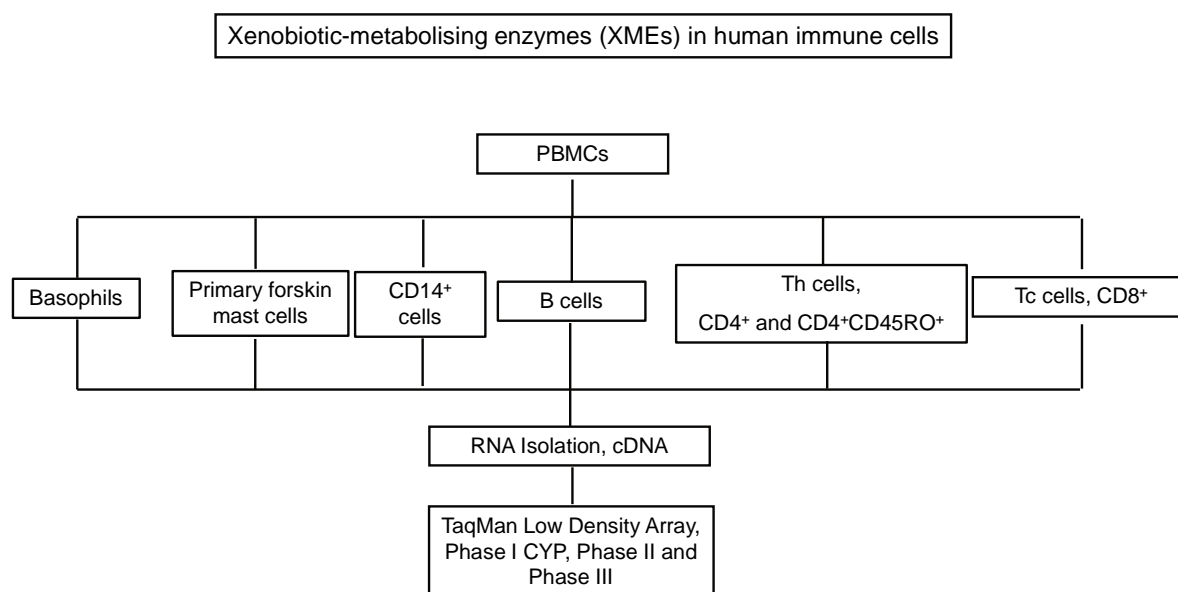 Xenobiotic-metabolising enzymes (XMEs) in human immune cells
PBMCs
Basophils
Primary forskin
mast cells
CD14⁺
cells
B cells
Th cells,
CD4⁺ and CD4⁺CD45RO⁺
Tc cells, CD8⁺
RNA Isolation, cDNA
TaqMan Low Density Array,
Phase I CYP, Phase II and
Phase III